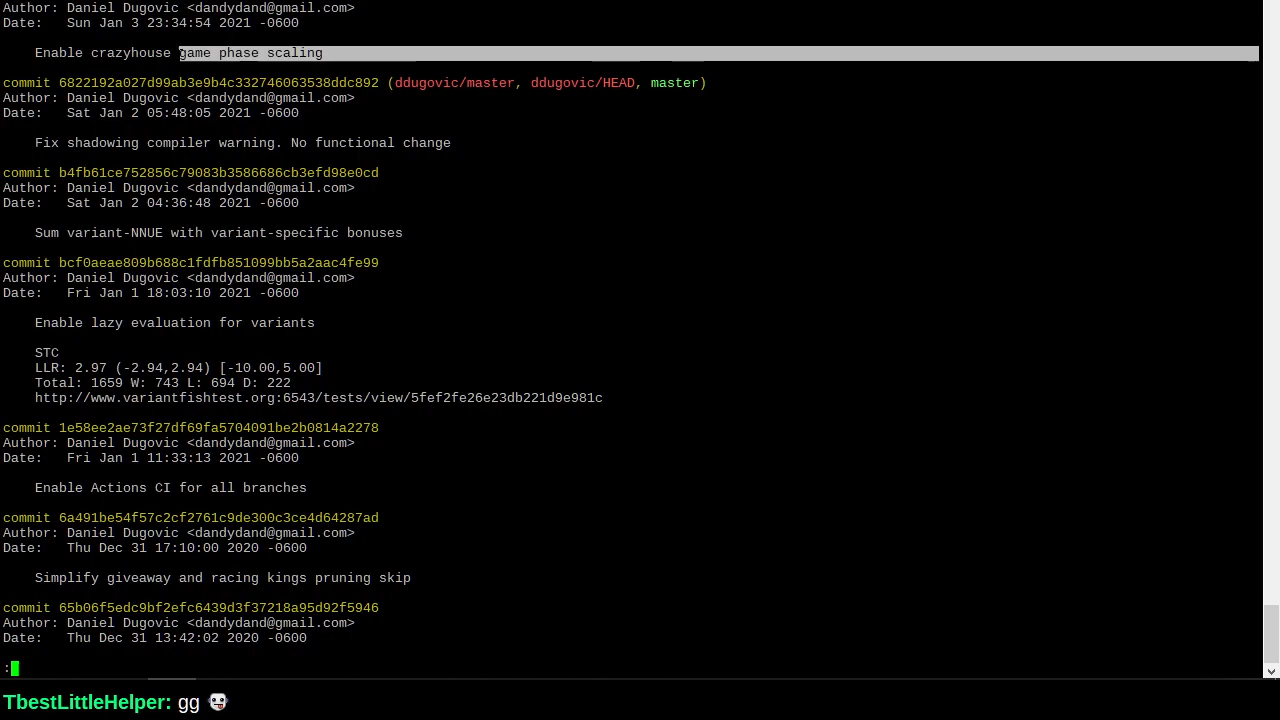 Author: Daniel Dugovic <dandydand@gmail.com>
Date:   Sun Jan 3 23:34:54 2021 -0600
    Enable crazyhouse game phase scaling
commit 6822192a027d99ab3e9b4c332746063538ddc892 (ddugovic/master, ddugovic/HEAD, master)
Author: Daniel Dugovic <dandydand@gmail.com>
Date:   Sat Jan 2 05:48:05 2021 -0600
    Fix shadowing compiler warning. No functional change
commit b4fb61ce752856c79083b3586686cb3efd98e0cd
Author: Daniel Dugovic <dandydand@gmail.com>
Date:   Sat Jan 2 04:36:48 2021 -0600
    Sum variant-NNUE with variant-specific bonuses
commit bcf0aeae809b688c1fdfb851099bb5a2aac4fe99
Author: Daniel Dugovic <dandydand@gmail.com>
Date:   Fri Jan 1 18:03:10 2021 -0600
    Enable lazy evaluation for variants
    STC
    LLR: 2.97 (-2.94,2.94) [-10.00,5.00]
    Total: 1659 W: 743 L: 694 D: 222
    http://www.variantfishtest.org:6543/tests/view/5fef2fe26e23db221d9e981c
commit 1e58ee2ae73f27df69fa5704091be2b0814a2278
Author: Daniel Dugovic <dandydand@gmail.com>
Date:   Fri Jan 1 11:33:13 2021 -0600
    Enable Actions CI for all branches
commit 6a491be54f57c2cf2761c9de300c3ce4d64287ad
Author: Daniel Dugovic <dandydand@gmail.com>
Date:   Thu Dec 31 17:10:00 2020 -0600
    Simplify giveaway and racing kings pruning skip
commit 65b06f5edc9bf2efc6439d3f37218a95d92f5946
Author: Daniel Dugovic <dandydand@gmail.com>
Date:   Thu Dec 31 13:42:02 2020 -0600
:
TbestLittleHelper: gg